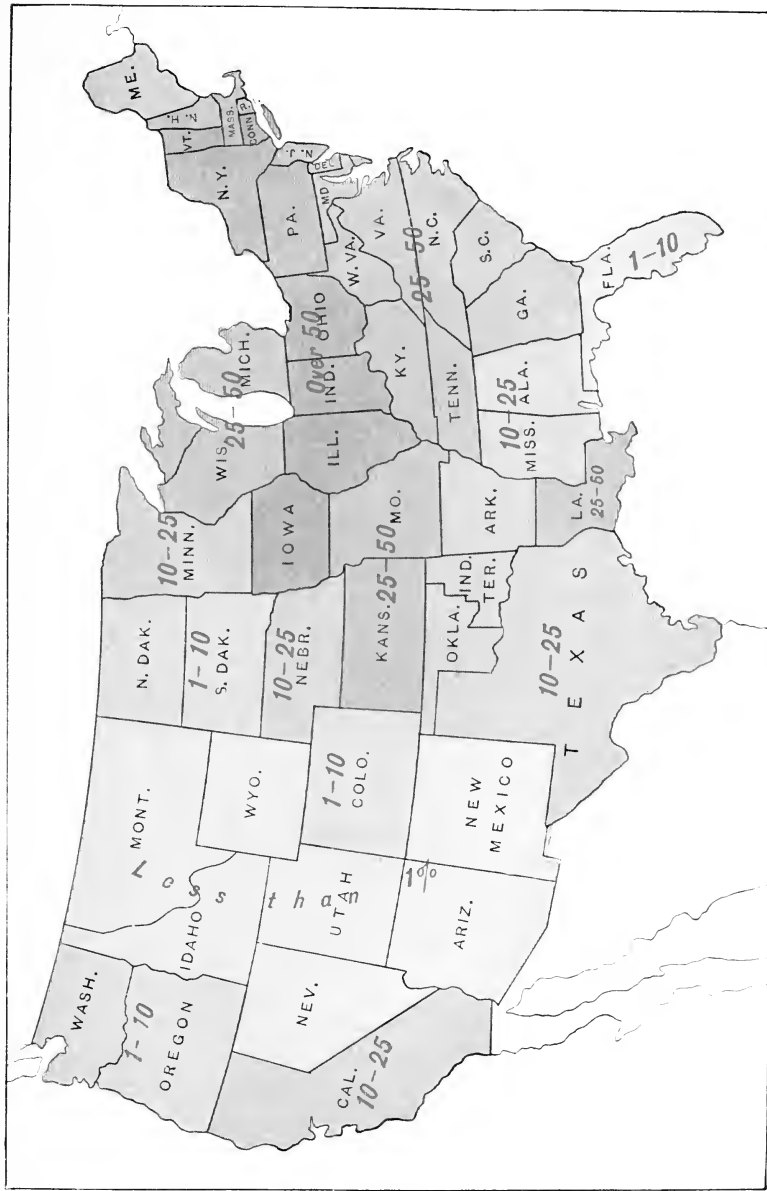 WASH.
1-10
OREGON
CAL.
10-25
NEV.
IDAHO
MONT.
Less than
1%
UTAH
ARIZ.
WYO.
1-10
COLO.
NEW
MEXICO
N. DAK.
1-10
S. DAK.
10-25
NEBR.
KANS. 25-50 MO.
OKLA.
IND.
TER.
10-25
TEXAS
10-25
MINN.
IOWA
ARK.
LA.
25-50
WIS.
25-50
MICH.
ILL.
Over 50
IND.
OHIO
KY.
TENN.
10-25
MISS.
ALA.
GA.
FLA.
1-10
S.C.
25-50
N.C.
VA.
W.VA.
MD
DEL.
PA.
N.J.
N.Y.
VT.
N.H.
MASS.
CONN
R.
ME.